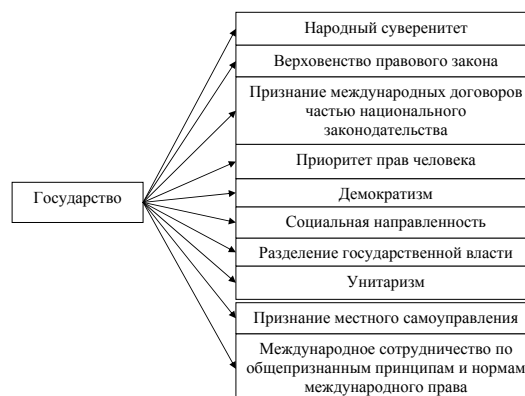 Народный суверенитет
Верховенство правового закона
Признание международных договоров
частью национального
законодательства
Приоритет прав человека
Государство
Демократизм
Социальная направленность
Разделение государственной власти
Унитаризм
Признание местного самоуправления
Международное сотрудничество по
общепризнанным принципам и нормам
международного права